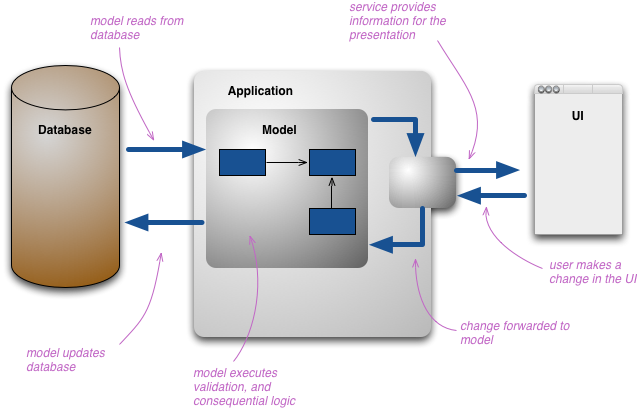 model reads from
database
service provides
information for the
presentation
Database
Application
Model
UI
user makes a
change in the UI
change forwarded to
model
model updates
database
model executes
validation, and
consequential logic